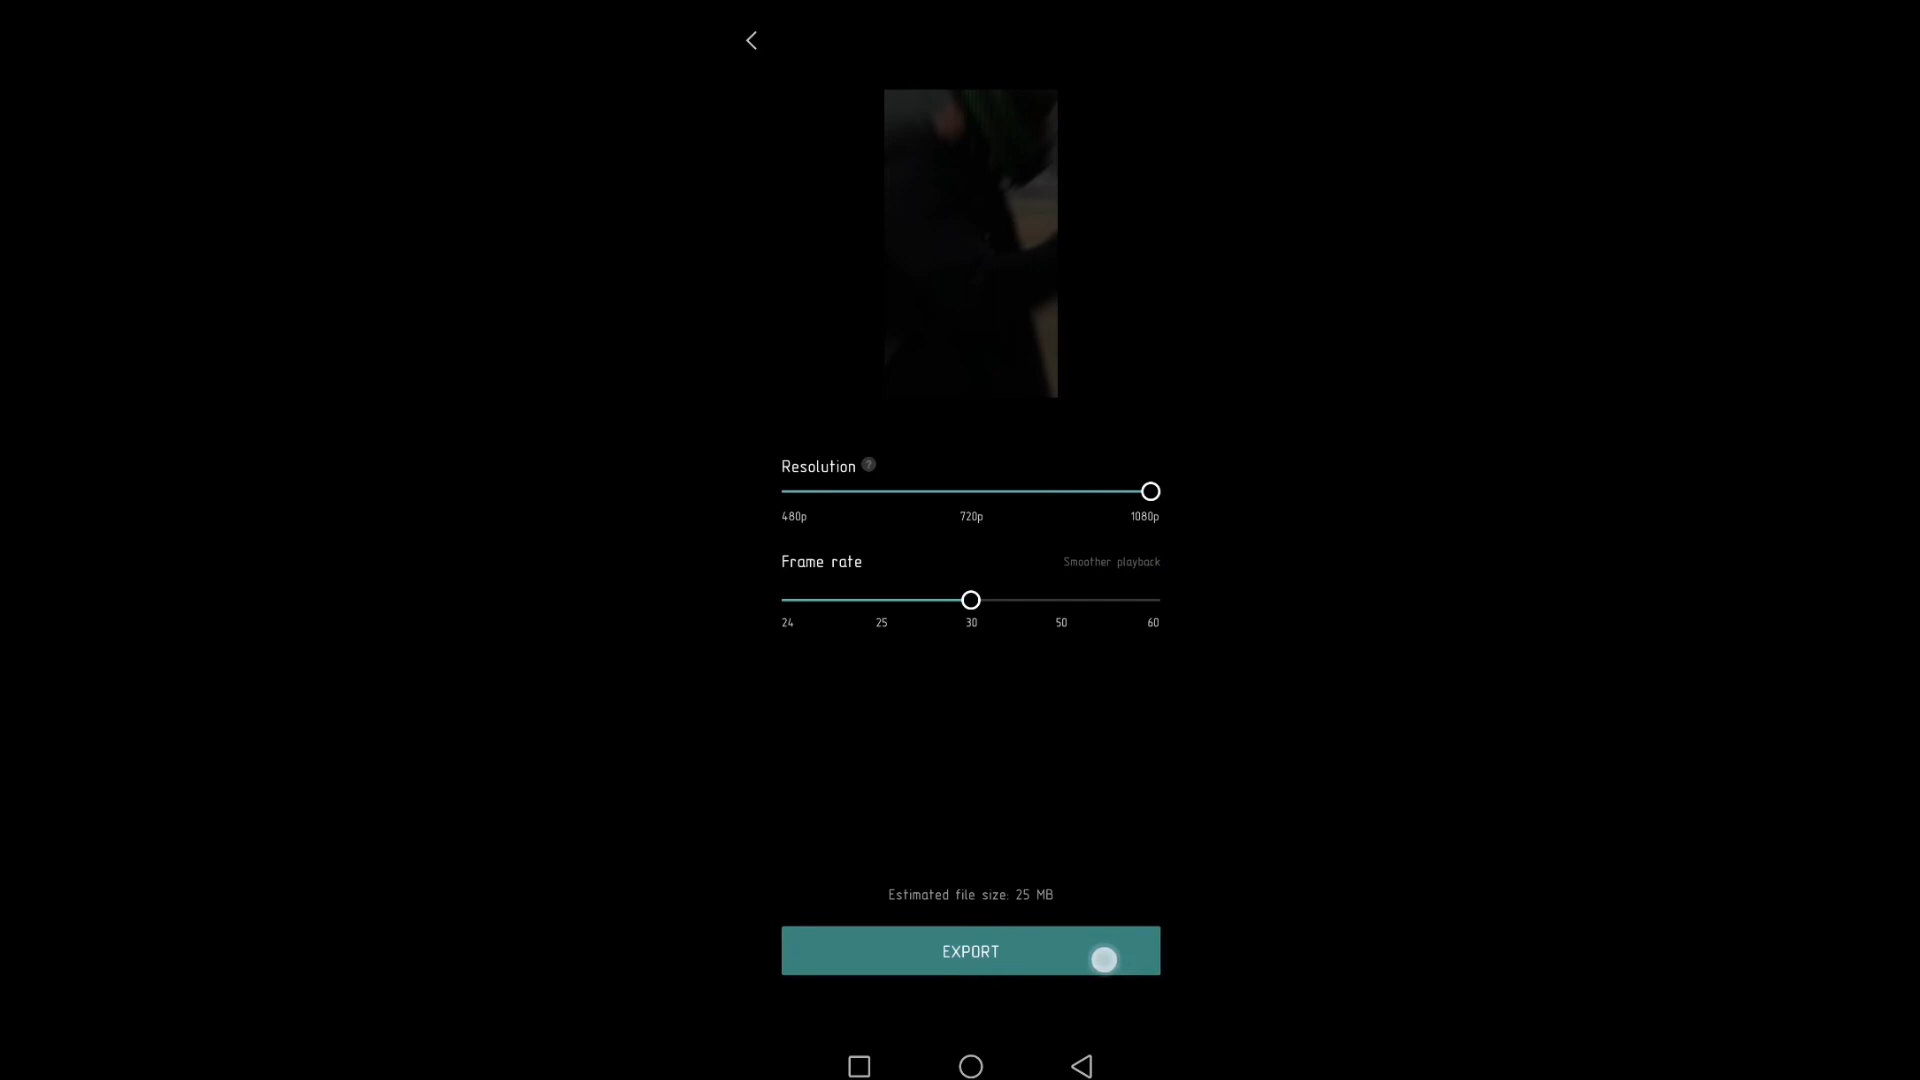 Resolution ?
480p 720p 1080p
Frame rate Smoother playback
24 25 30 50 60
Estimated file size: 25 MB
EXPORT